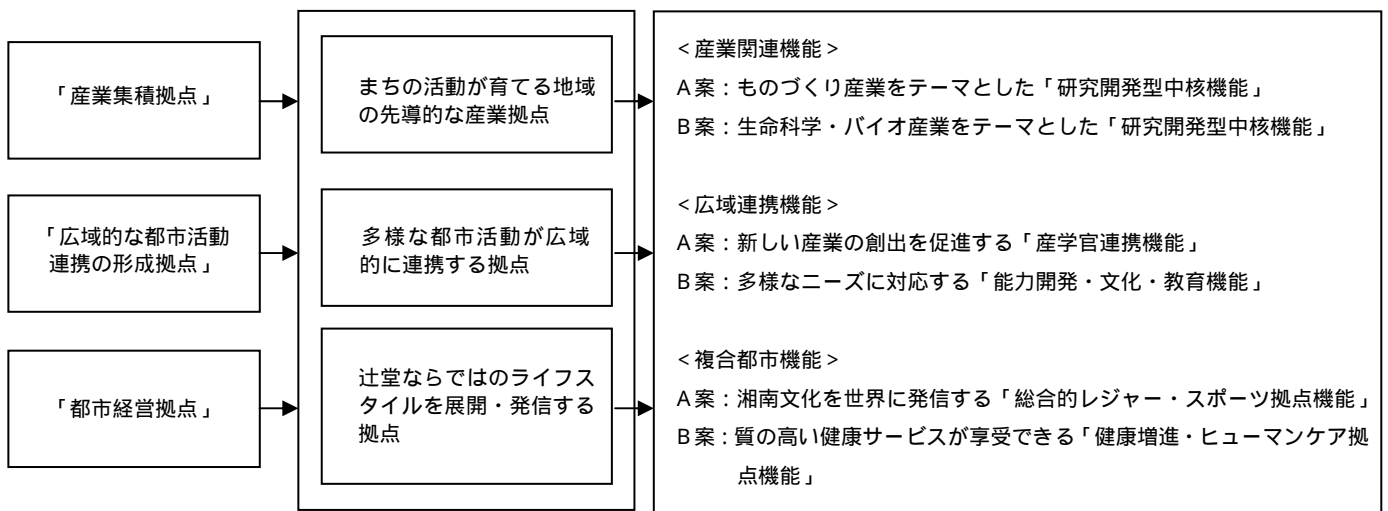 「産業集積拠点」
まちの活動が育てる地域
の先導的な産業拠点
<産業関連機能>
A案：ものづくり産業をテーマとした「研究開発型中核機能」
B案：生命科学・バイオ産業をテーマとした「研究開発型中核機能」
「広域的な都市活動
連携の形成拠点」
多様な都市活動が広域
的に連携する拠点
<広域連携機能>
A案：新しい産業の創出を促進する「産学官連携機能」
B案：多様なニーズに対応する「能力開発・文化・教育機能」
「都市経営拠点」
辻堂ならではのライフス
タイルを展開・発信する
拠点
<複合都市機能>
A案：湘南文化を世界に発信する「総合的レジャー・スポーツ拠点機能」
B案：質の高い健康サービスが享受できる「健康増進・ヒューマンケア拠
点機能」